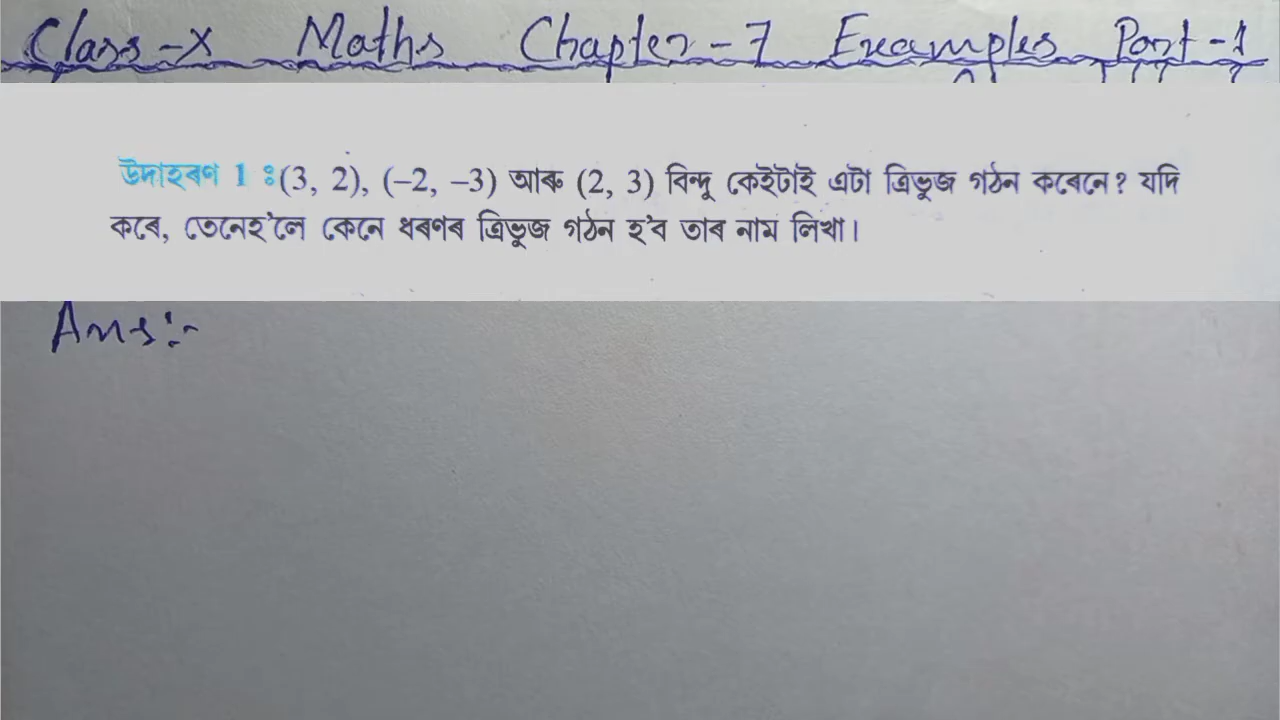 Class-X Maths Chapter-7 Examples Part-1
উদাহৰণ 1 : (3, 2), (–2, –3) আৰু (2, 3) বিন্দু কেইটাই এটা ত্ৰিভুজ গঠন কৰেনে? যদি
কৰে, তেনেহ'লে কেনে ধৰণৰ ত্ৰিভুজ গঠন হ'ব তাৰ নাম লিখা।
Ans:-